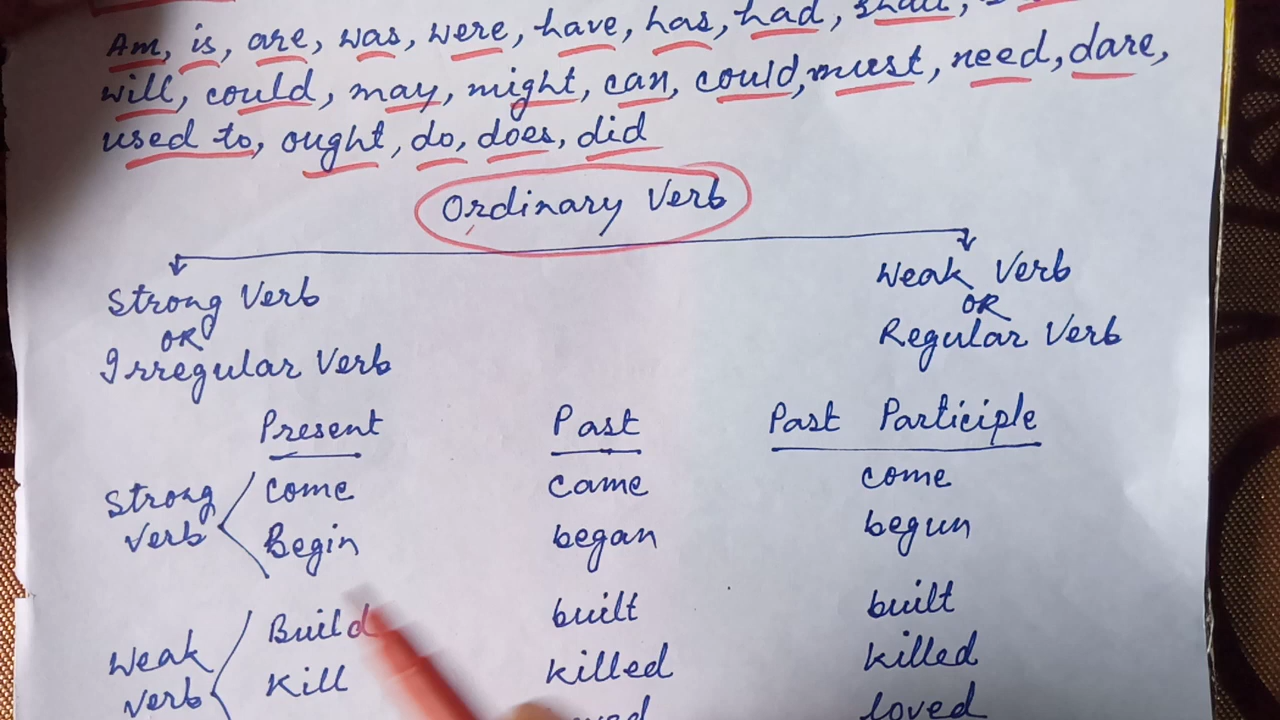 Am, is, are, was, were, have, has, had, shall,
will, could, may, might, can, could, must, need, dare,
used to, ought, do, does, did
Ordinary Verb
Strong Verb Weak Verb
OR OR
Irregular Verb Regular Verb
Present Past Past Participle
Strong verb
come came come
Begin began begun
Weak verb
Build built built
Kill killed killed
loved